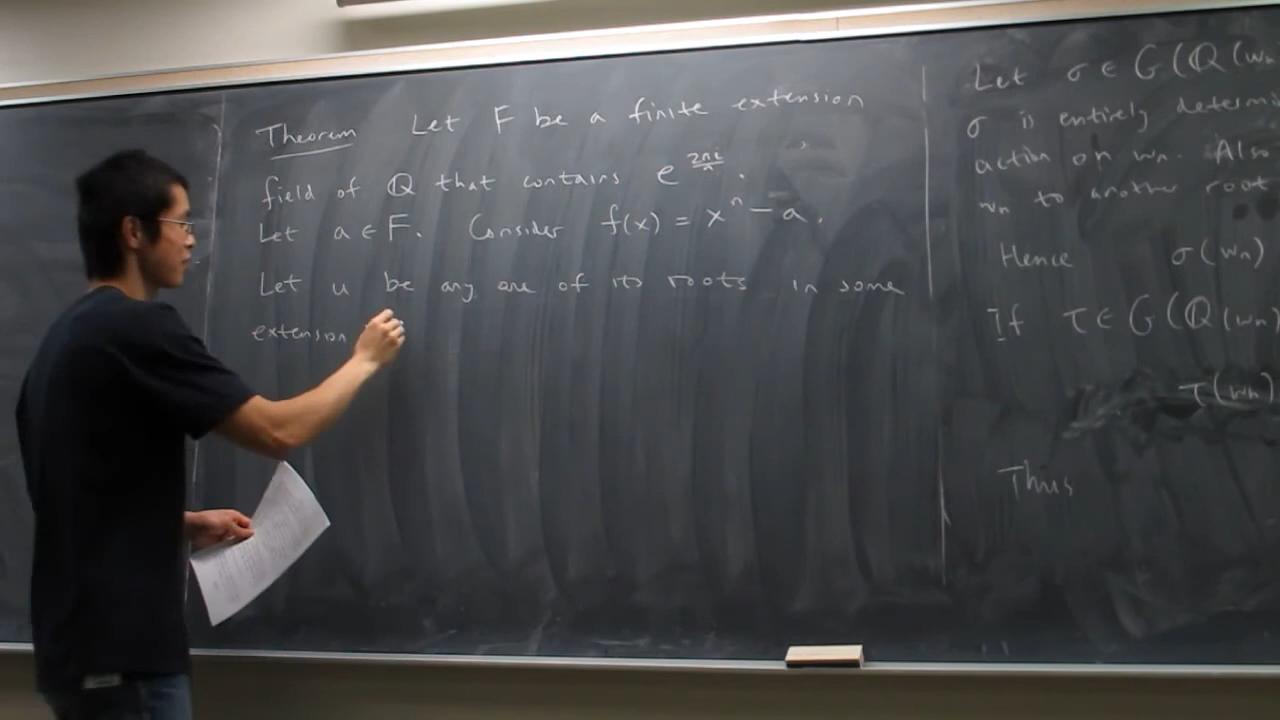 Theorem Let F be a finite extension
field of ℚ that contains e^{2πi/n}.
Let a ∈ F. Consider f(x) = x^n - a.
Let u be any one of its roots in some
extension
Let σ ∈ G(ℚ(wn
σ is entirely determi
action on wn. Also
wn to another root
Hence σ(wn)
If τ ∈ G(ℚ(wn)
τ(wn)
Thus